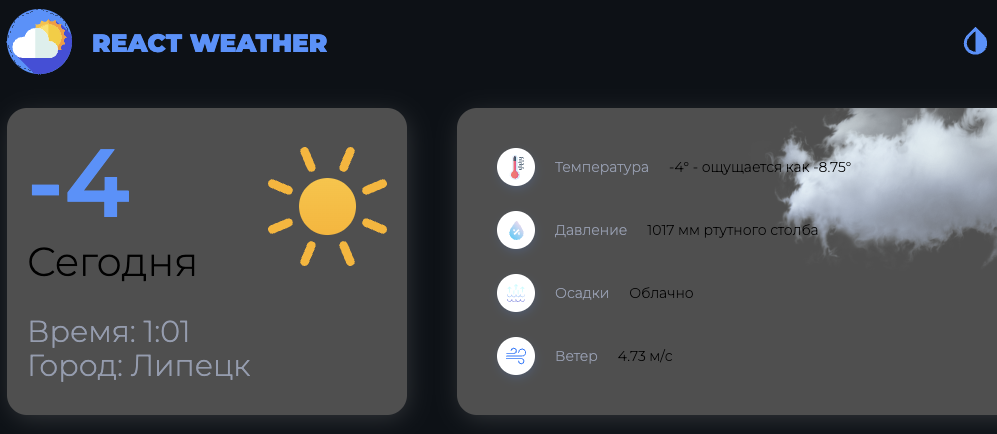 REACT WEATHER
-4
Сегодня
Время: 1:01
Город: Липецк
Температура -4° - ощущается как -8.75°
Давление 1017 мм ртутного столба
Осадки Облачно
Ветер 4.73 м/с